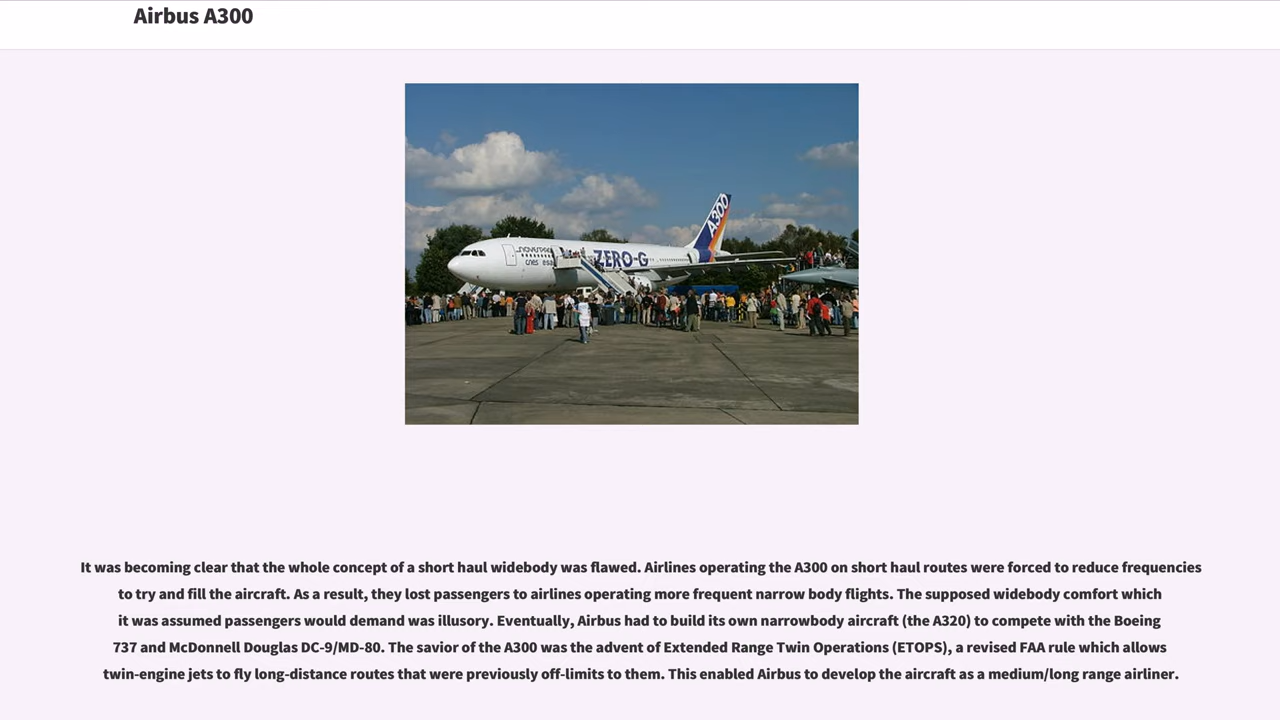 Airbus A300
A300
NOVESPACE
ZERO-G
cnes esa
It was becoming clear that the whole concept of a short haul widebody was flawed. Airlines operating the A300 on short haul routes were forced to reduce frequencies
to try and fill the aircraft. As a result, they lost passengers to airlines operating more frequent narrow body flights. The supposed widebody comfort which
it was assumed passengers would demand was illusory. Eventually, Airbus had to build its own narrowbody aircraft (the A320) to compete with the Boeing
737 and McDonnell Douglas DC-9/MD-80. The savior of the A300 was the advent of Extended Range Twin Operations (ETOPS), a revised FAA rule which allows
twin-engine jets to fly long-distance routes that were previously off-limits to them. This enabled Airbus to develop the aircraft as a medium/long range airliner.